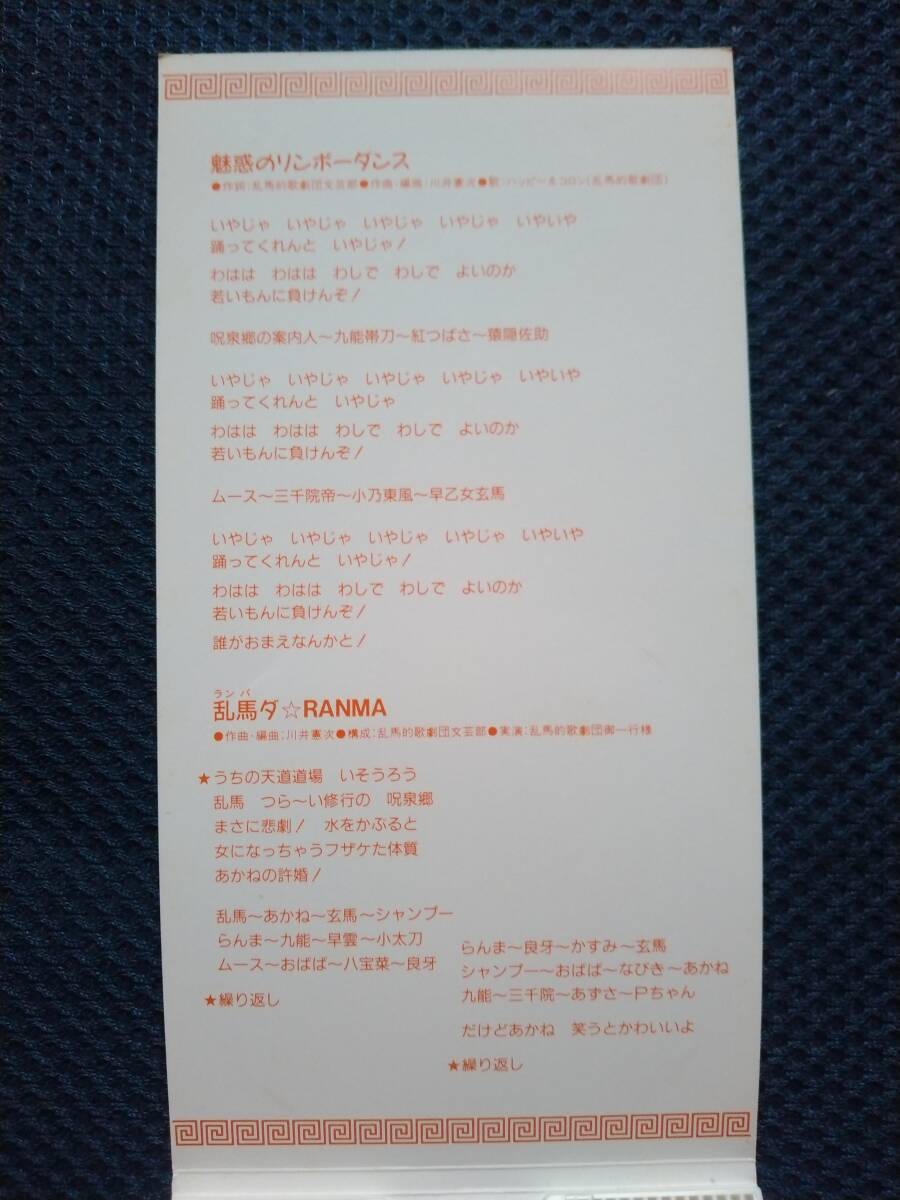 魅惑のリンボーダンス
●作詞:乱馬的歌劇団文芸部●作曲・編曲:川井憲次●歌:ハッピー&コロン(乱馬的歌劇団)
いやじゃ　いやじゃ　いやじゃ　いやじゃ　いやいや
踊ってくれんと　いやじゃ!
わはは　わはは　わしで　わしで　よいのか
若いもんに負けんぞ!
呪泉郷の案内人〜九能帯刀〜紅つばさ〜猿隠佐助
いやじゃ　いやじゃ　いやじゃ　いやじゃ　いやいや
踊ってくれんと　いやじゃ
わはは　わはは　わしで　わしで　よいのか
若いもんに負けんぞ!
ムース〜三千院帝〜小乃東風〜早乙女玄馬
いやじゃ　いやじゃ　いやじゃ　いやじゃ　いやいや
踊ってくれんと　いやじゃ!
わはは　わはは　わしで　わしで　よいのか
若いもんに負けんぞ!
誰がおまえなんかと!
ランバ
乱馬ダ☆RANMA
●作曲・編曲:川井憲次●構成:乱馬的歌劇団文芸部●実演:乱馬的歌劇団御一行様
★うちの天道道場　いそうろう
乱馬　つら〜い修行の　呪泉郷
まさに悲劇!　水をかぶると
女になっちゃうフザケた体質
あかねの許婚!
乱馬〜あかね〜玄馬〜シャンプー
らんま〜九能〜早雲〜小太刀
ムース〜おばば〜八宝菜〜良牙
★繰り返し
らんま〜良牙〜かすみ〜玄馬
シャンプー〜おばば〜なびき〜あかね
九能〜三千院〜あずさ〜Pちゃん
だけどあかね　笑うとかわいいよ
★繰り返し